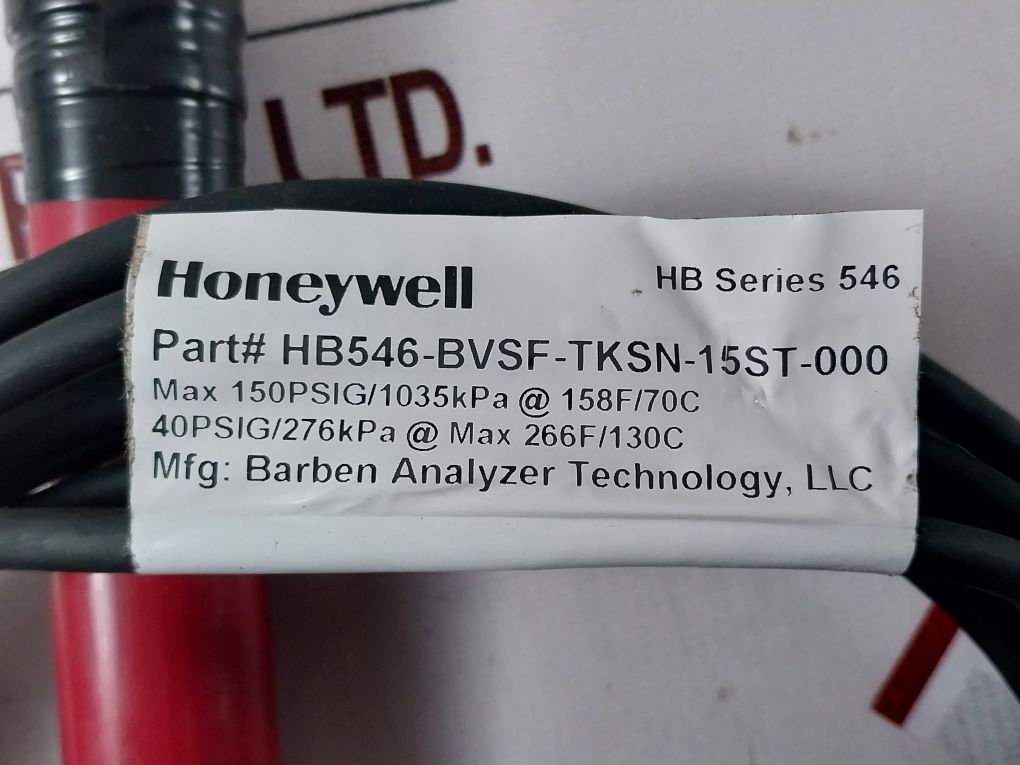 LTD.
Honeywell
HB Series 546
Part# HB546-BVSF-TKSN-15ST-000
Max 150PSIG/1035kPa @ 158F/70C
40PSIG/276kPa @ Max 266F/130C
Mfg: Barben Analyzer Technology, LLC